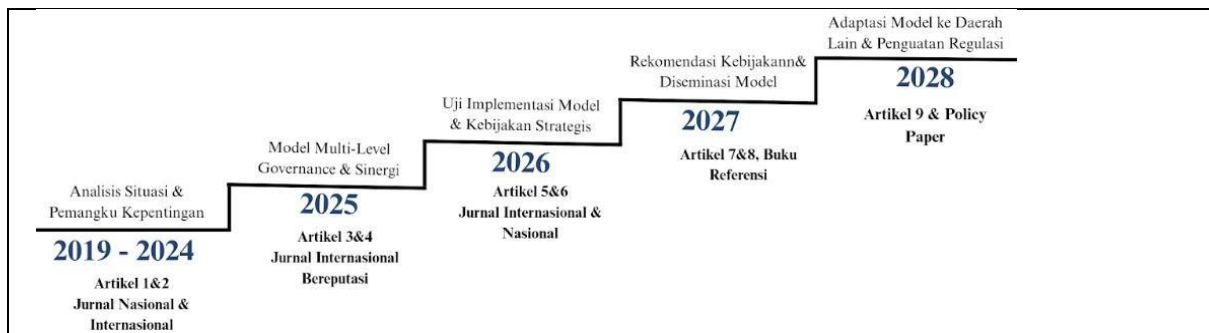 Analisis Situasi &
Pemangku Kepentingan
2019 - 2024
Artikel 1&2
Jurnal Nasional &
Internasional
Model Multi-Level
Governance & Sinergi
2025
Artikel 3&4
Jurnal Internasional
Bereputasi
Uji Implementasi Model
& Kebijakan Strategis
2026
Artikel 5&6
Jurnal Internasional &
Nasional
Rekomendasi Kebijakann&
Diseminasi Model
2027
Artikel 7&8, Buku
Referensi
Adaptasi Model ke Daerah
Lain & Penguatan Regulasi
2028
Artikel 9 & Policy
Paper